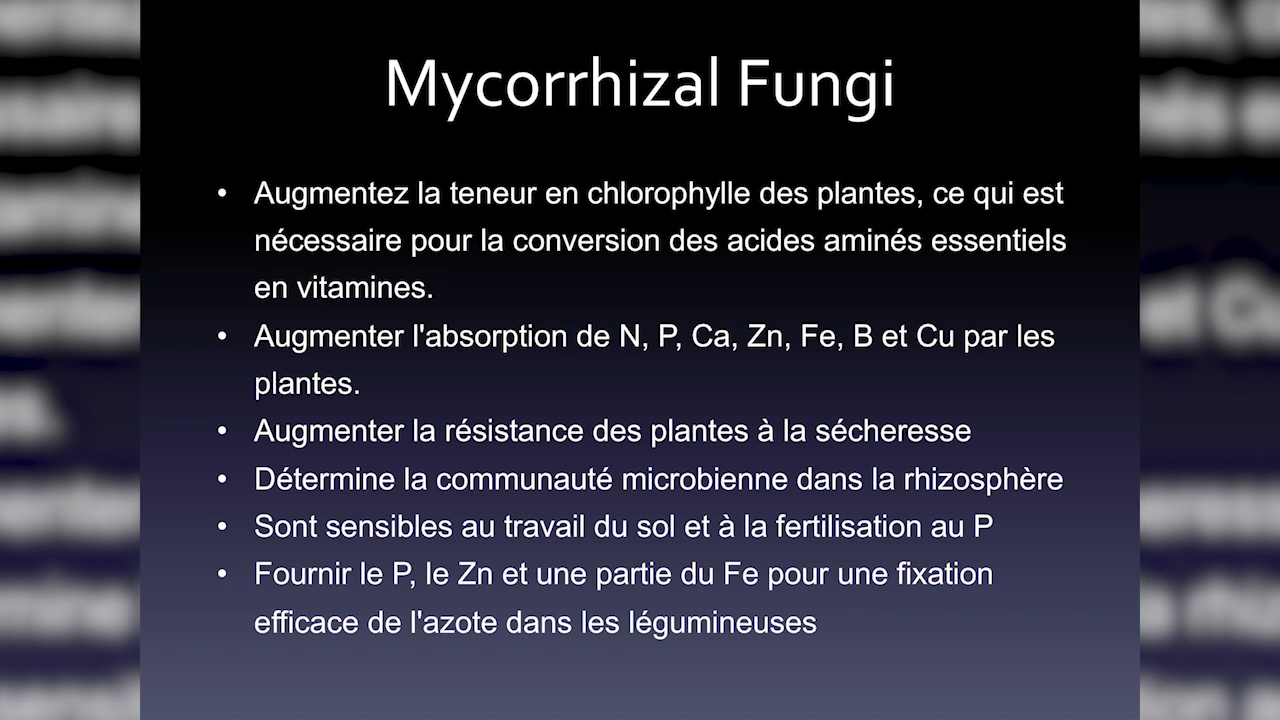 Mycorrhizal Fungi
• Augmentez la teneur en chlorophylle des plantes, ce qui est
nécessaire pour la conversion des acides aminés essentiels
en vitamines.
• Augmenter l'absorption de N, P, Ca, Zn, Fe, B et Cu par les
plantes.
• Augmenter la résistance des plantes à la sécheresse
• Détermine la communauté microbienne dans la rhizosphère
• Sont sensibles au travail du sol et à la fertilisation au P
• Fournir le P, le Zn et une partie du Fe pour une fixation
efficace de l'azote dans les légumineuses